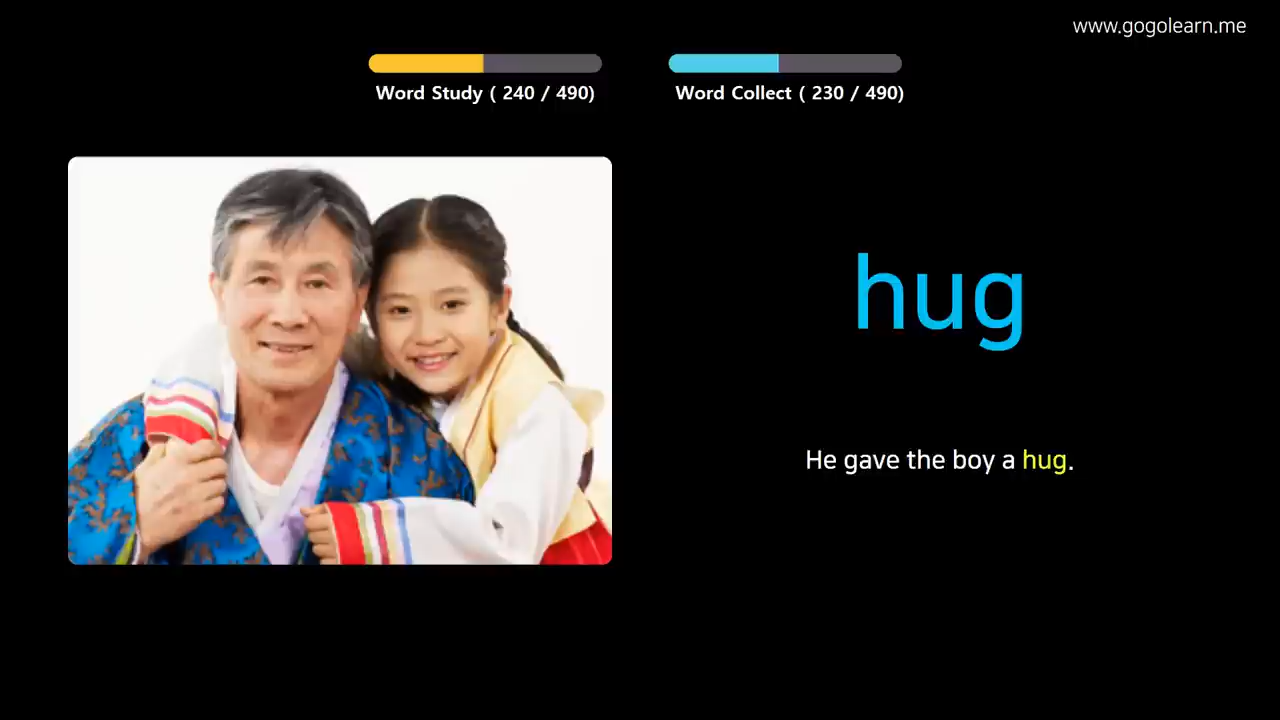 www.gogolearn.me
Word Study ( 240 / 490)
Word Collect ( 230 / 490)
hug
He gave the boy a hug.